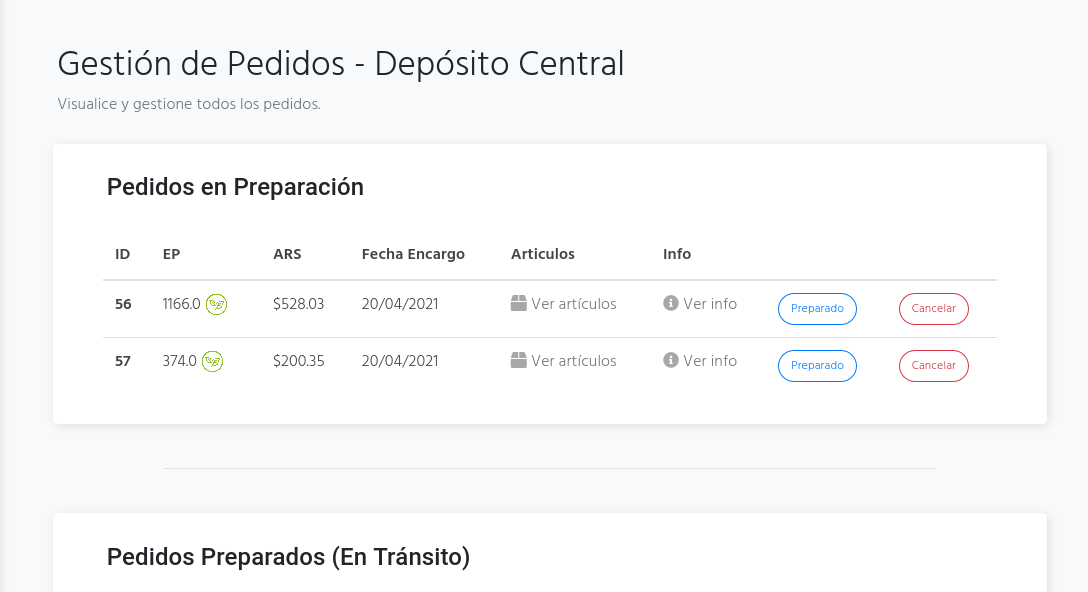 Gestión de Pedidos - Depósito Central
Visualice y gestione todos los pedidos.
Pedidos en Preparación
ID EP ARS Fecha Encargo Articulos Info
56 1166.0 $528.03 20/04/2021 Ver artículos Ver info Preparado Cancelar
57 374.0 $200.35 20/04/2021 Ver artículos Ver info Preparado Cancelar
Pedidos Preparados (En Tránsito)